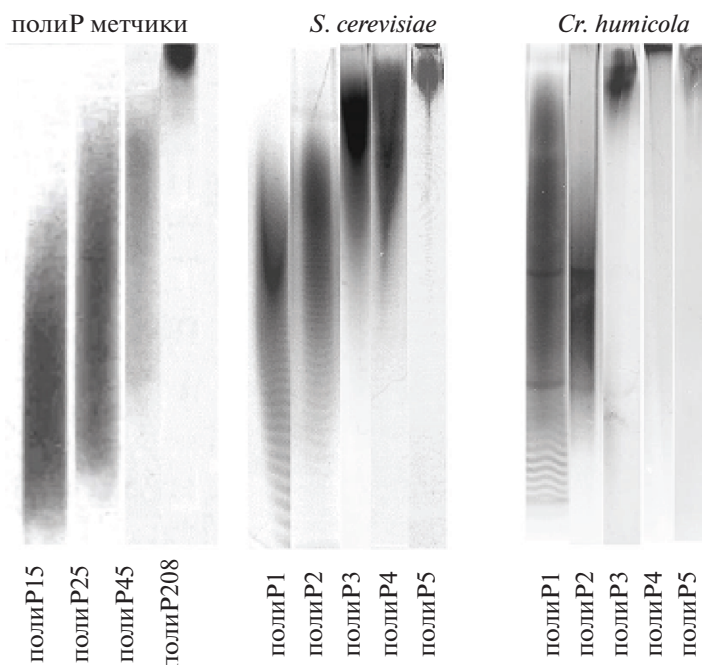 полиР метчики
S. cerevisiae
Cr. humicola
полиР15
полиР25
полиР45
полиР208
полиР1
полиР2
полиР3
полиР4
полиР5
полиР1
полиР2
полиР3
полиР4
полиР5